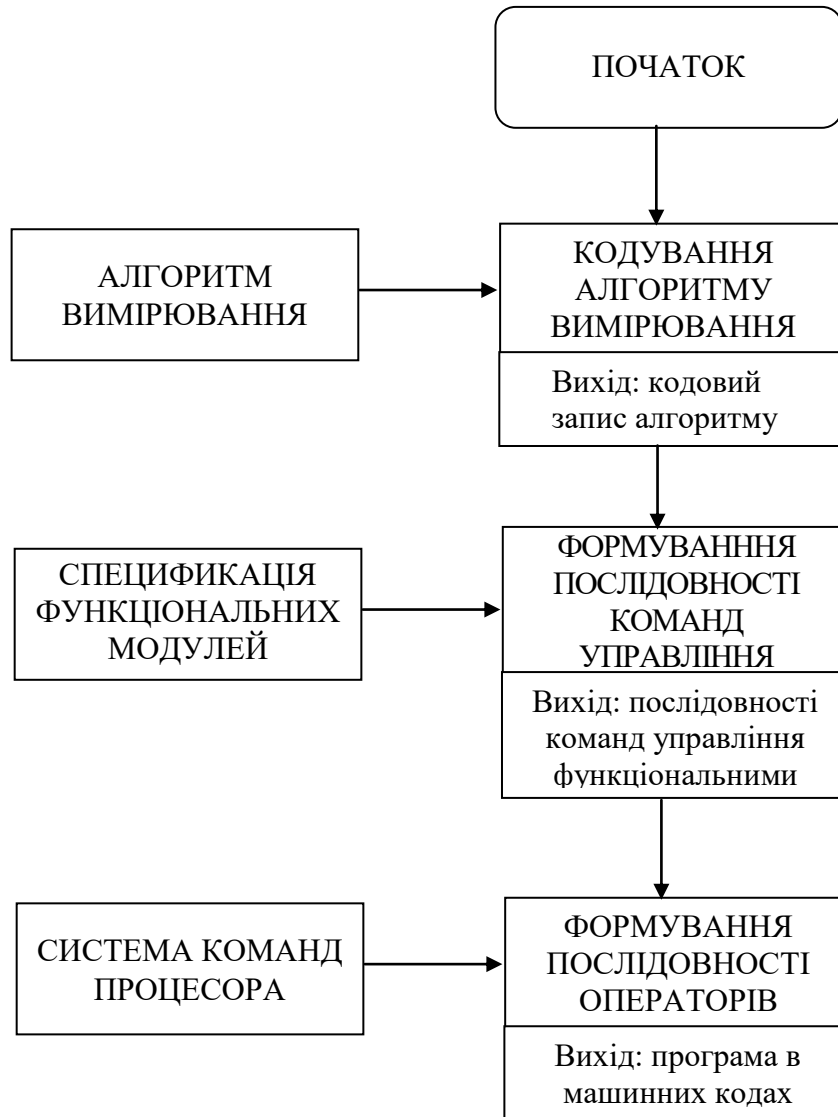 ПОЧАТОК
АЛГОРИТМ
ВИМІРЮВАННЯ
КОДУВАННЯ
АЛГОРИТМУ
ВИМІРЮВАННЯ
Вихід: кодовий
запис алгоритму
СПЕЦИФИКАЦІЯ
ФУНКЦІОНАЛЬНИХ
МОДУЛЕЙ
ФОРМУВАНННЯ
ПОСЛІДОВНОСТІ
КОМАНД
УПРАВЛІННЯ
Вихід: послідовності
команд управління
функціональними
СИСТЕМА КОМАНД
ПРОЦЕСОРА
ФОРМУВАННЯ
ПОСЛІДОВНОСТІ
ОПЕРАТОРІВ
Вихід: програма в
машинних кодах